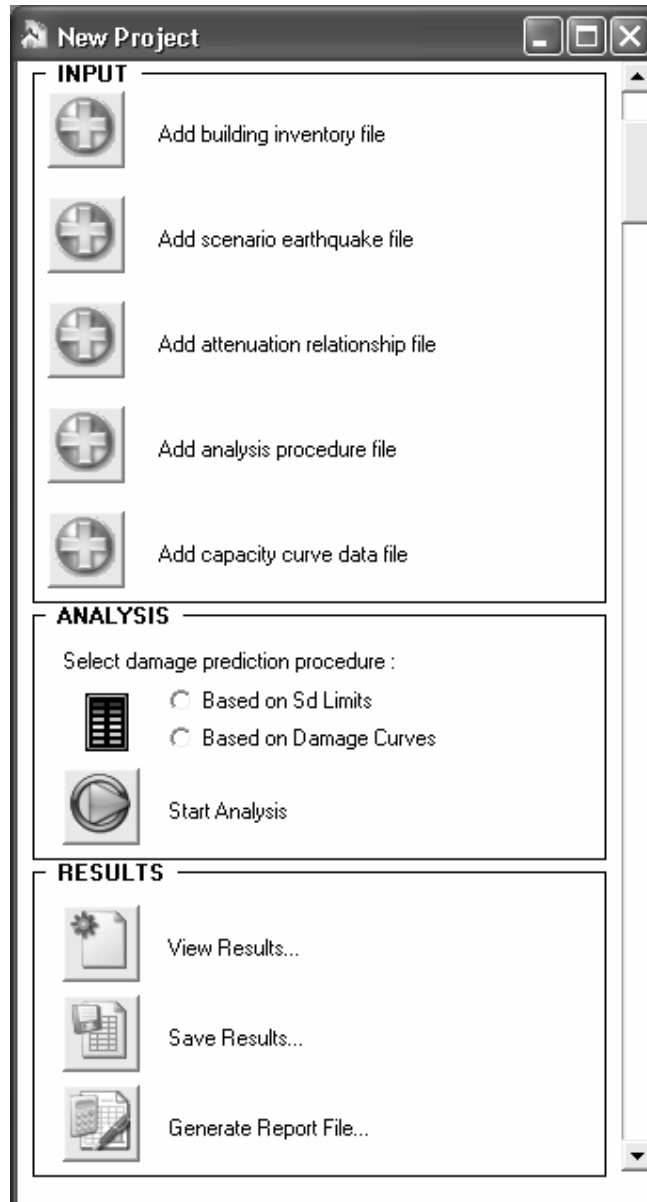 New Project
INPUT
Add building inventory file
Add scenario earthquake file
Add attenuation relationship file
Add analysis procedure file
Add capacity curve data file
ANALYSIS
Select damage prediction procedure :
Based on Sd Limits
Based on Damage Curves
Start Analysis
RESULTS
View Results...
Save Results...
Generate Report File...